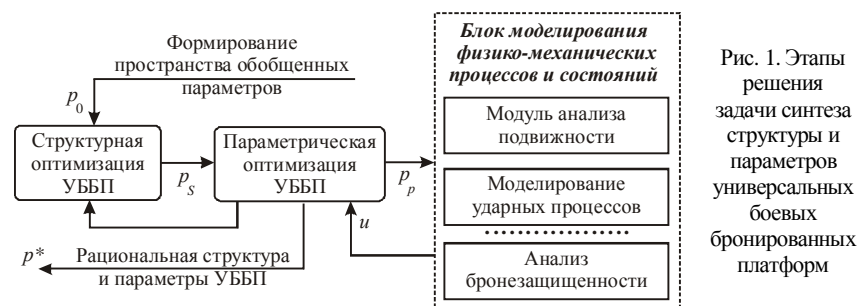 Формирование
пространства обобщенных
параметров
p0
Структурная
оптимизация
УББП
pS
Параметрическая
оптимизация
УББП
pp
u
p*
Рациональная структура
и параметры УББП
Блок моделирования
физико-механических
процессов и состояний
Модуль анализа
подвижности
Моделирование
ударных процессов
Анализ
бронезащищенности
Рис. 1. Этапы
решения
задачи синтеза
структуры и
параметров
универсальных
боевых
бронированных
платформ